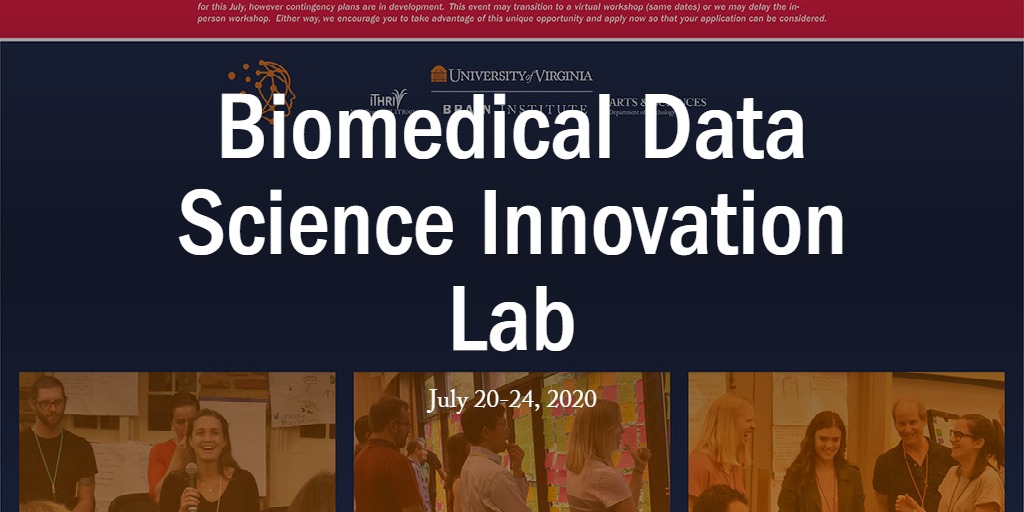 for this July, however contingency plans are in development. This event may transition to a virtual workshop (same dates) or we may delay the in-
person workshop. Either way, we encourage you to take advantage of this unique opportunity and apply now so that your application can be considered.
UNIVERSITY of VIRGINIA
iTHRIV
BRAIN INSTITUTE
ARTS & SCIENCES
Biomedical Data
Science Innovation
Lab
July 20-24, 2020